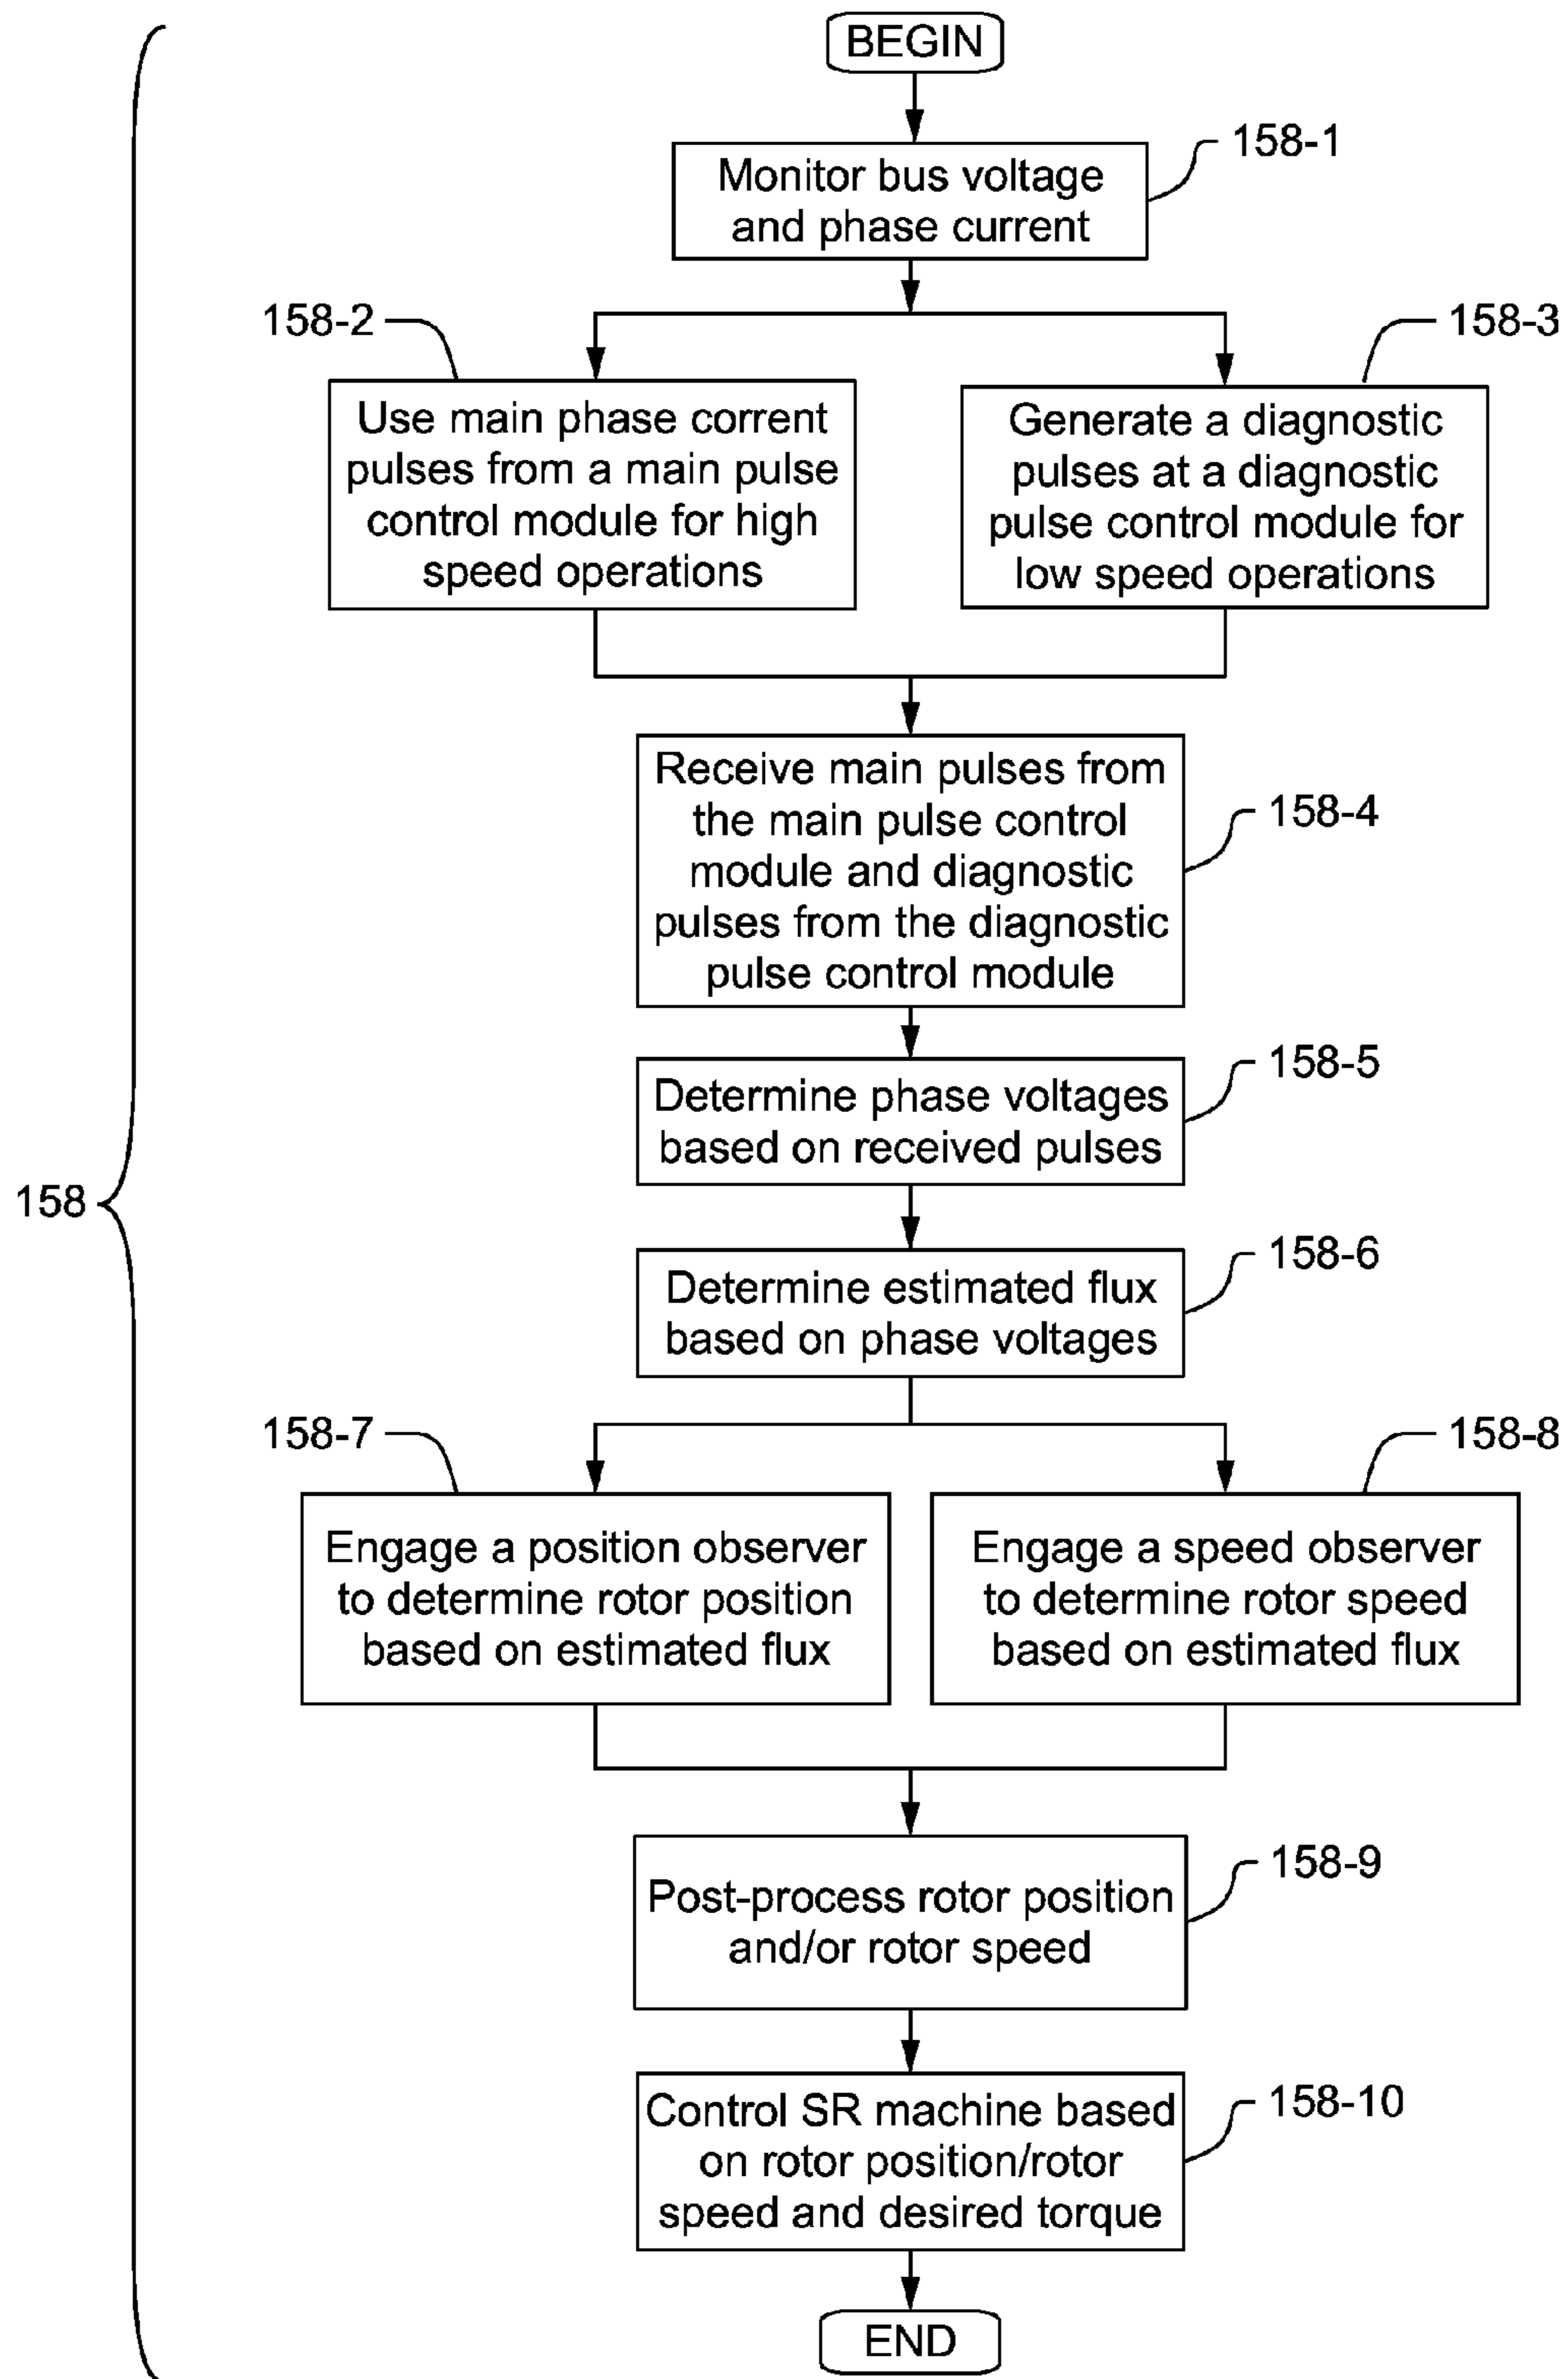 BEGIN
Monitor bus voltage
and phase current
158-1
158-2
Use main phase corrent
pulses from a main pulse
control module for high
speed operations
158-3
Generate a diagnostic
pulses at a diagnostic
pulse control module for
low speed operations
Receive main pulses from
the main pulse control
module and diagnostic
pulses from the diagnostic
pulse control module
158-4
Determine phase voltages
based on received pulses
158-5
158
Determine estimated flux
based on phase voltages
158-6
158-7
Engage a position observer
to determine rotor position
based on estimated flux
158-8
Engage a speed observer
to determine rotor speed
based on estimated flux
Post-process rotor position
and/or rotor speed
158-9
Control SR machine based
on rotor position/rotor
speed and desired torque
158-10
END